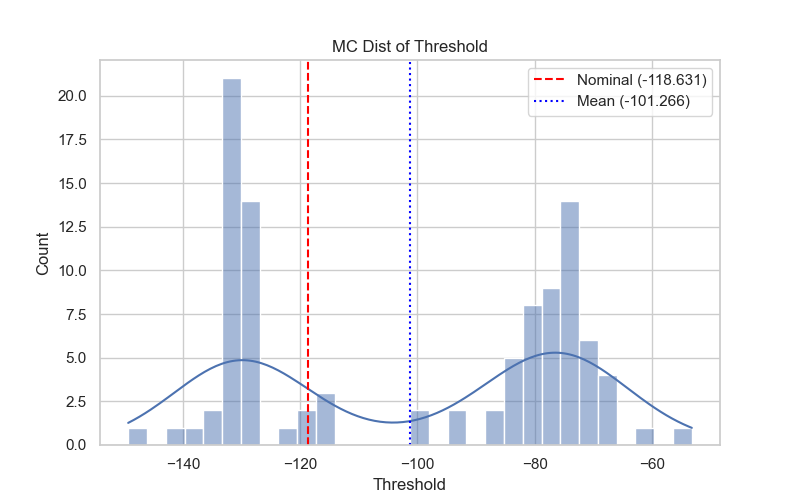 MC Dist of Threshold
Nominal (-118.631)
Mean (-101.266)
20.0
17.5
15.0
12.5
10.0
7.5
5.0
2.5
0.0
Count
−140
−120
−100
−80
−60
Threshold